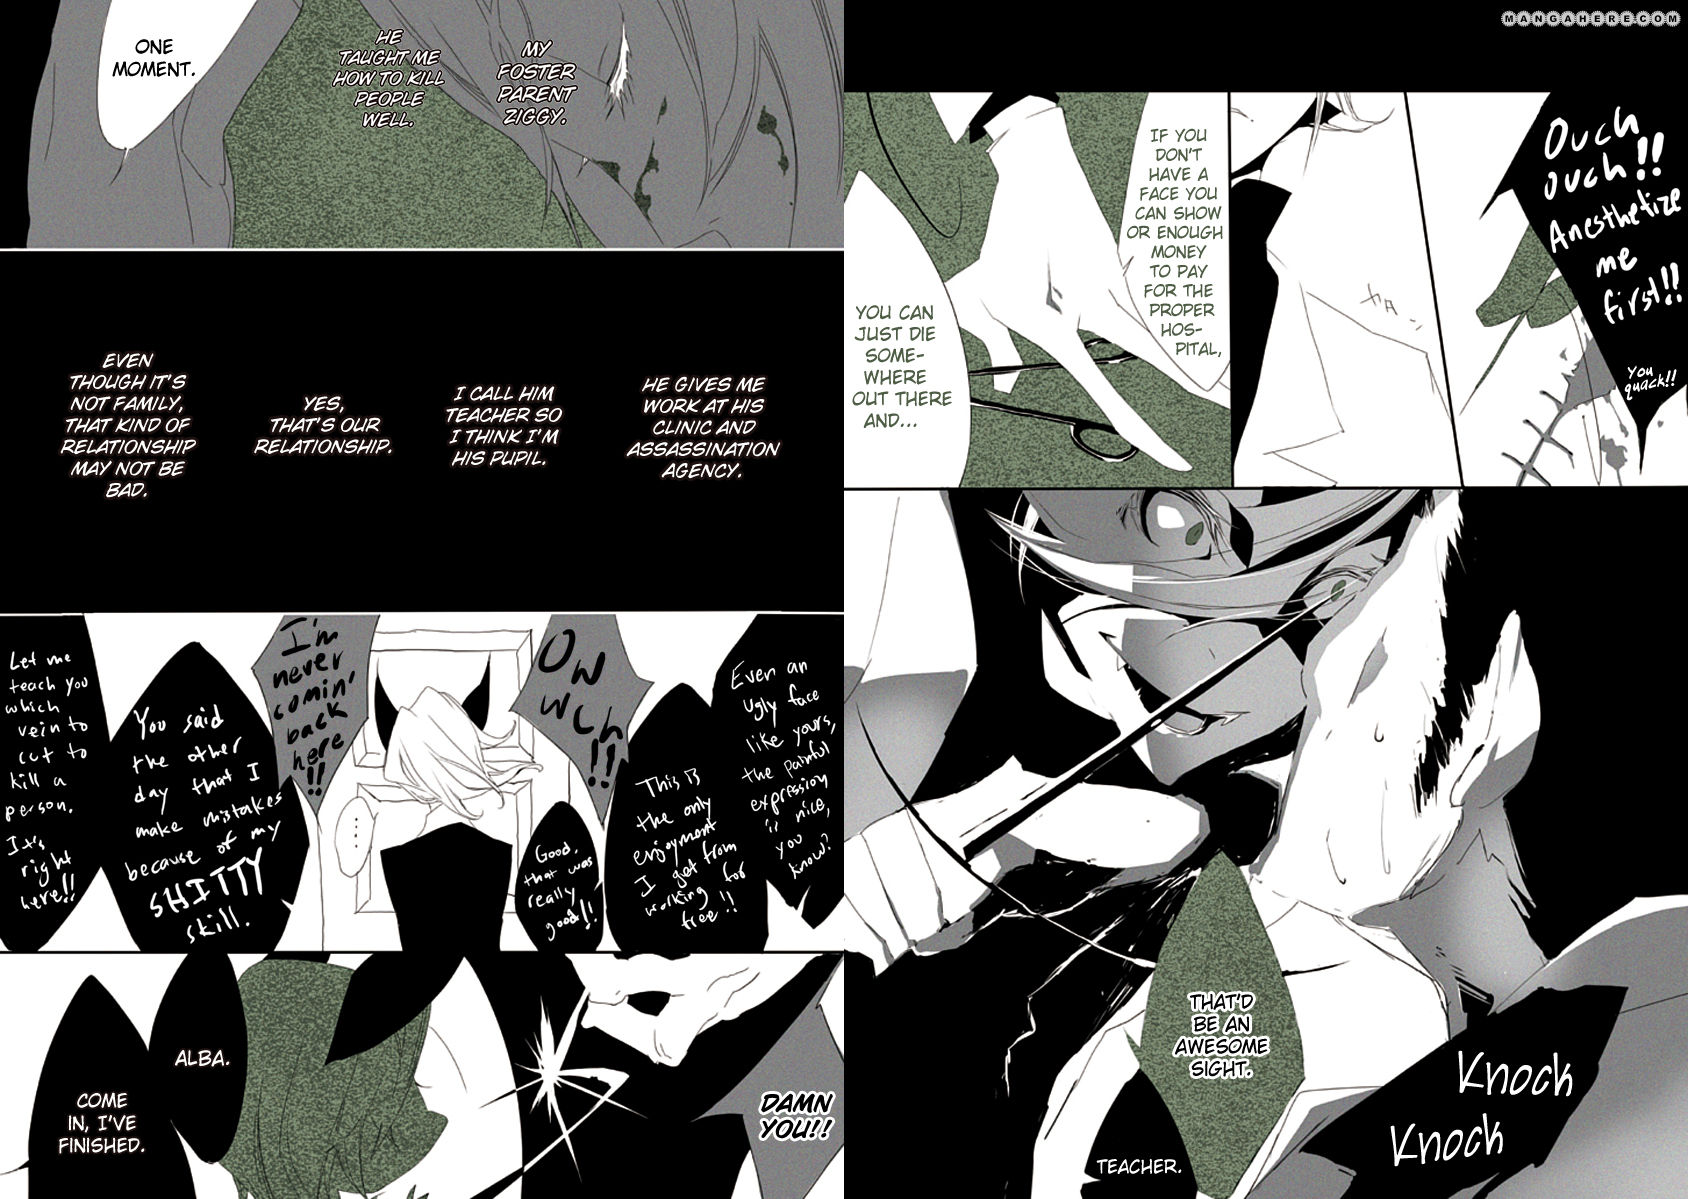 MANGAHERE.COM
Ouch
ouch!!
Anesthetize
me
first!!
You
quack!!
IF YOU
DON'T
HAVE A
FACE YOU
CAN SHOW
OR ENOUGH
MONEY
TO PAY
FOR THE
PROPER
HOS-
PITAL,
YOU CAN
JUST DIE
SOME-
WHERE
OUT THERE
AND...
THAT'D
BE AN
AWESOME
SIGHT.
Knock
Knock
TEACHER.
ONE
MOMENT.
MY
FOSTER
PARENT
ZIGGY.
HE
TAUGHT ME
HOW TO KILL
PEOPLE
WELL.
HE GIVES ME
WORK AT HIS
CLINIC AND
ASSASSINATION
AGENCY.
I CALL HIM
TEACHER SO
I THINK I'M
HIS PUPIL.
YES,
THAT'S OUR
RELATIONSHIP.
EVEN
THOUGH IT'S
NOT FAMILY,
THAT KIND OF
RELATIONSHIP
MAY NOT BE
BAD.
Even an
ugly face
like yours,
the painful
expression
is nice,
you
know?
This is
the only
enjoyment
I get from
working for
free!!
OW
WCH!!
Good,
that was
really
good!!
....
I'm
never
comin'
back
here!!
You said
the other
day that I
make mistakes
because of my
SHITTY
skill.
Let me
teach you
which
vein to
cut to
kill a
person.
It's
right
here!!
DAMN
YOU!!
ALBA.
COME
IN, I'VE
FINISHED.